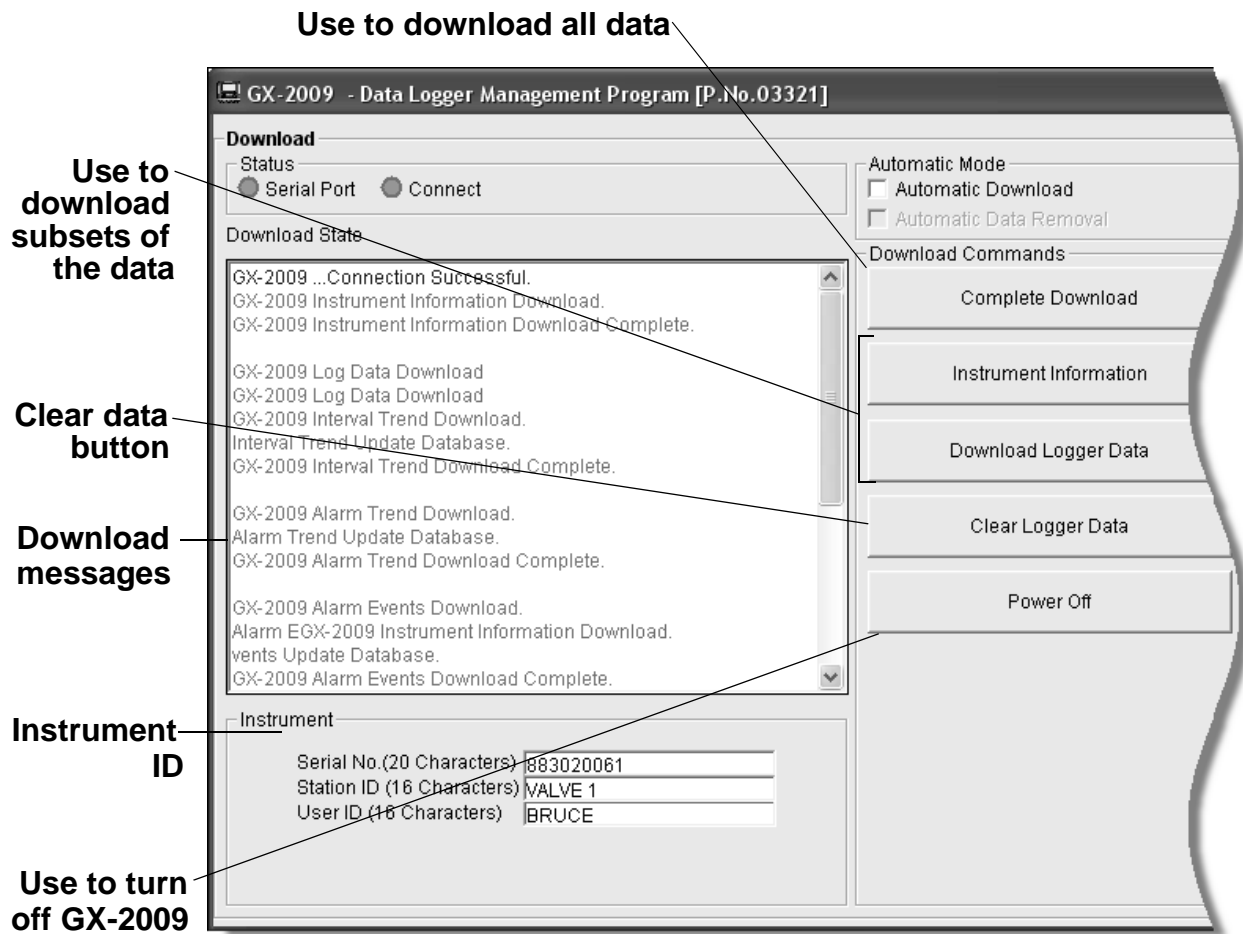 Use to download all data
GX-2009 - Data Logger Management Program [P.No.03321]
Download
Status
Serial Port
Connect
Automatic Mode
Automatic Download
Automatic Data Removal
Use to
download
subsets of
the data
Download State
GX-2009 ...Connection Successful.
GX-2009 Instrument Information Download.
GX-2009 Instrument Information Download Complete.
GX-2009 Log Data Download
GX-2009 Log Data Download
GX-2009 Interval Trend Download.
Interval Trend Update Database.
GX-2009 Interval Trend Download Complete.
GX-2009 Alarm Trend Download.
Alarm Trend Update Database.
GX-2009 Alarm Trend Download Complete.
GX-2009 Alarm Events Download.
Alarm EGX-2009 Instrument Information Download.
vents Update Database.
GX-2009 Alarm Events Download Complete.
Download Commands
Complete Download
Instrument Information
Download Logger Data
Clear Logger Data
Power Off
Clear data
button
Download
messages
Instrument
ID
Instrument
Serial No.(20 Characters) 883020061
Station ID (16 Characters) VALVE 1
User ID (16 Characters) BRUCE
Use to turn
off GX-2009